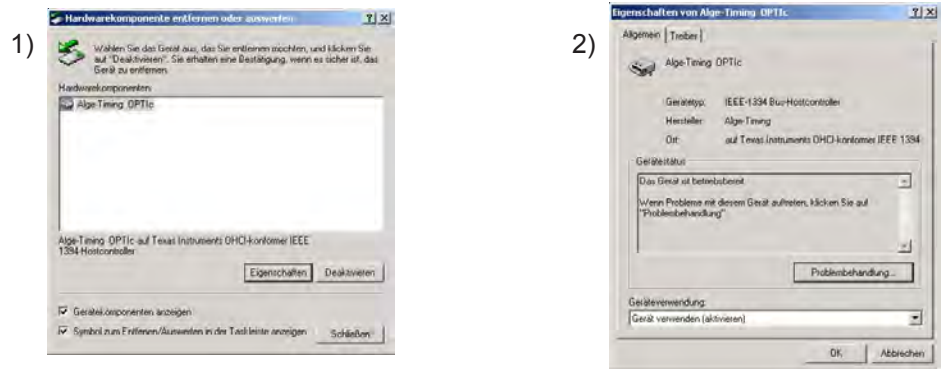 1)
Hardwarekomponente entfernen oder auswerfen
Wählen Sie das Gerät aus, das Sie entfernen möchten, und klicken Sie
auf "Deaktivieren". Sie erhalten eine Bestätigung, wenn es sicher ist, das
Gerät zu entfernen.
Hardwarekomponenten:
Alge-Timing OPTIc
Alge-Timing OPTIc auf Texas Instruments OHCI-konformer IEEE
1394-Hostcontroller
Eigenschaften
Deaktivieren
Gerätekomponenten anzeigen
Symbol zum Entfernen/Auswerfen in der Taskleiste anzeigen
Schließen
2)
Eigenschaften von Alge-Timing OPTIc
Allgemein
Treiber
Alge-Timing OPTIc
Gerätetyp: IEEE-1394 Bus-Hostcontroller
Hersteller: Alge-Timing
Ort: auf Texas Instruments OHCI-konformer IEEE 1394
Gerätestatus
Das Gerät ist betriebsbereit.
Wenn Probleme mit diesem Gerät auftreten, klicken Sie auf
"Problembehandlung".
Problembehandlung...
Geräteverwendung:
Gerät verwenden (aktivieren)
OK
Abbrechen